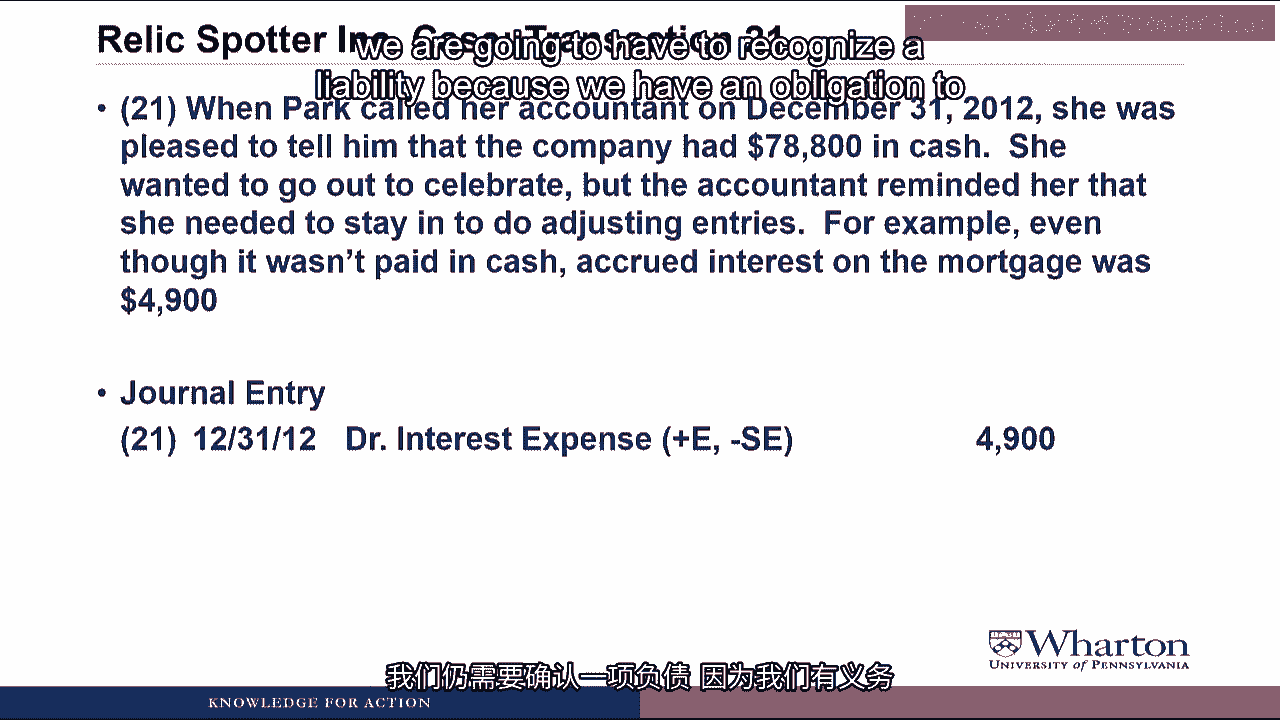 Relic Spotter Inc. Case: Transaction 21
we are going to have to recognize a
liability because we have an obligation to
• (21) When Park called her accountant on December 31, 2012, she was
pleased to tell him that the company had $78,800 in cash. She
wanted to go out to celebrate, but the accountant reminded her that
she needed to stay in to do adjusting entries. For example, even
though it wasn’t paid in cash, accrued interest on the mortgage was
$4,900
• Journal Entry
(21) 12/31/12 Dr. Interest Expense (+E, -SE) 4,900
Wharton
UNIVERSITY OF PENNSYLVANIA
我们仍需要确认一项负债 因为我们有义务
KNOWLEDGE FOR ACTION